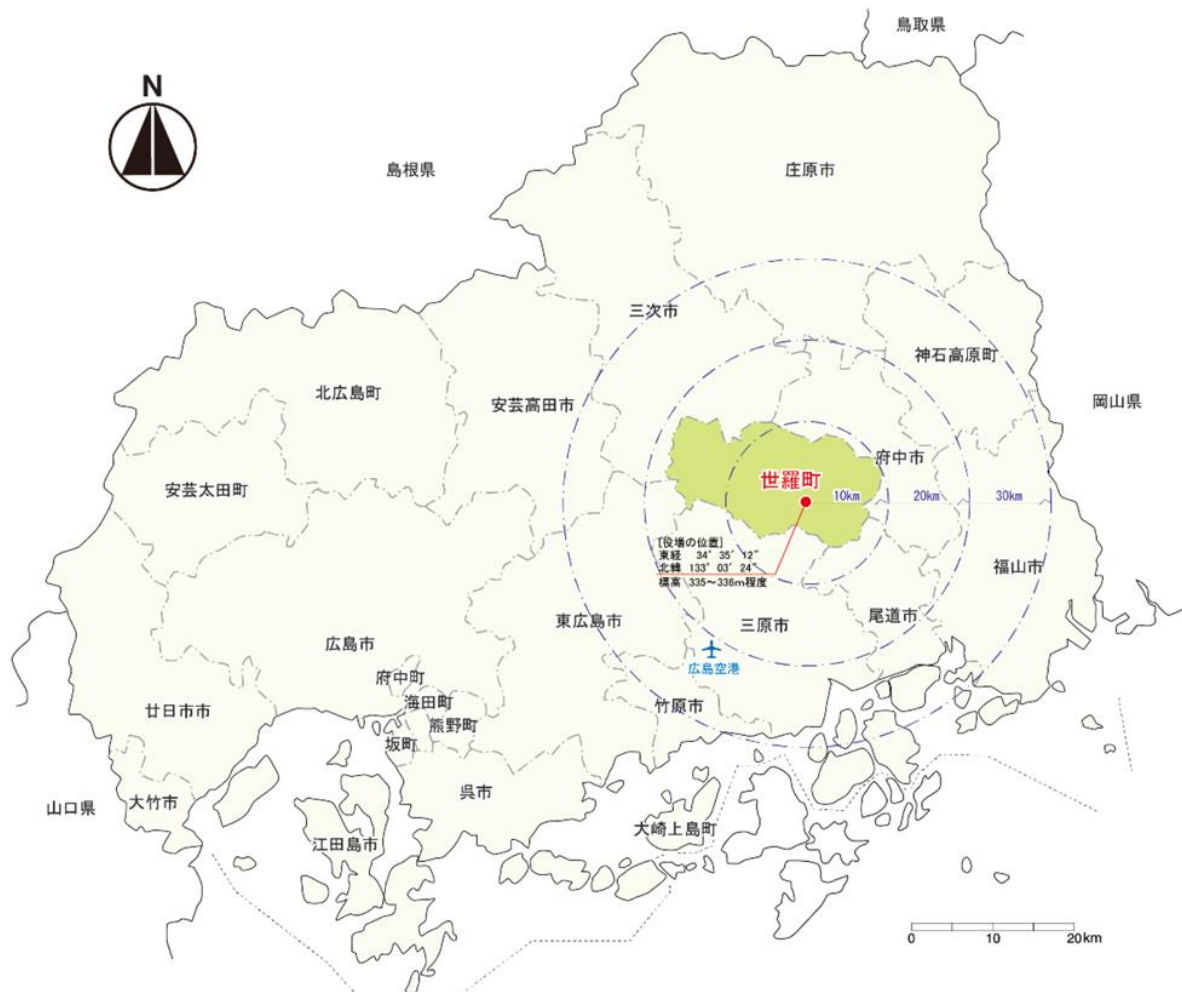 鳥取県
N
島根県
庄原市
三次市
神石高原町
北広島町
安芸高田市
岡山県
府中市
世羅町
安芸太田町
10km
20km
30km
[役場の位置]
東経 34° 35′ 12″
北緯 133° 03′ 24″
標高 335～336m程度
福山市
東広島市
三原市
尾道市
広島市
広島空港
府中町
海田町
竹原市
廿日市市
熊野町
坂町
呉市
大竹市
山口県
大崎上島町
江田島市
0 10 20km